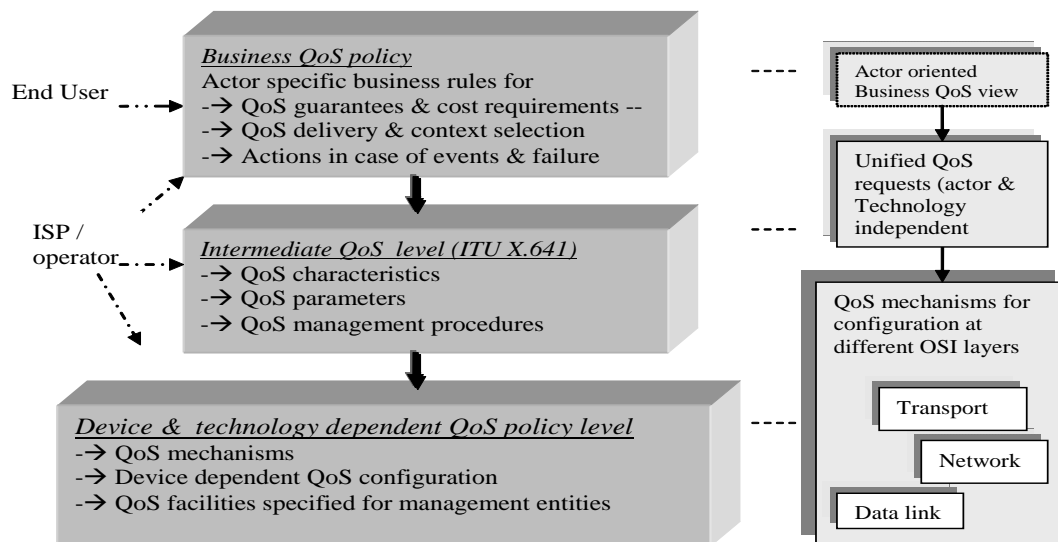 Business QoS policy
Actor specific business rules for
-→ QoS guarantees & cost requirements --
-→ QoS delivery & context selection
-→ Actions in case of events & failure
End User
ISP /
operator
Intermediate QoS level (ITU X.641)
-→ QoS characteristics
-→ QoS parameters
-→ QoS management procedures
Device & technology dependent QoS policy level
-→ QoS mechanisms
-→ Device dependent QoS configuration
-→ QoS facilities specified for management entities
Actor oriented
Business QoS view
Unified QoS
requests (actor &
Technology
independent
QoS mechanisms for
configuration at
different OSI layers
Transport
Network
Data link